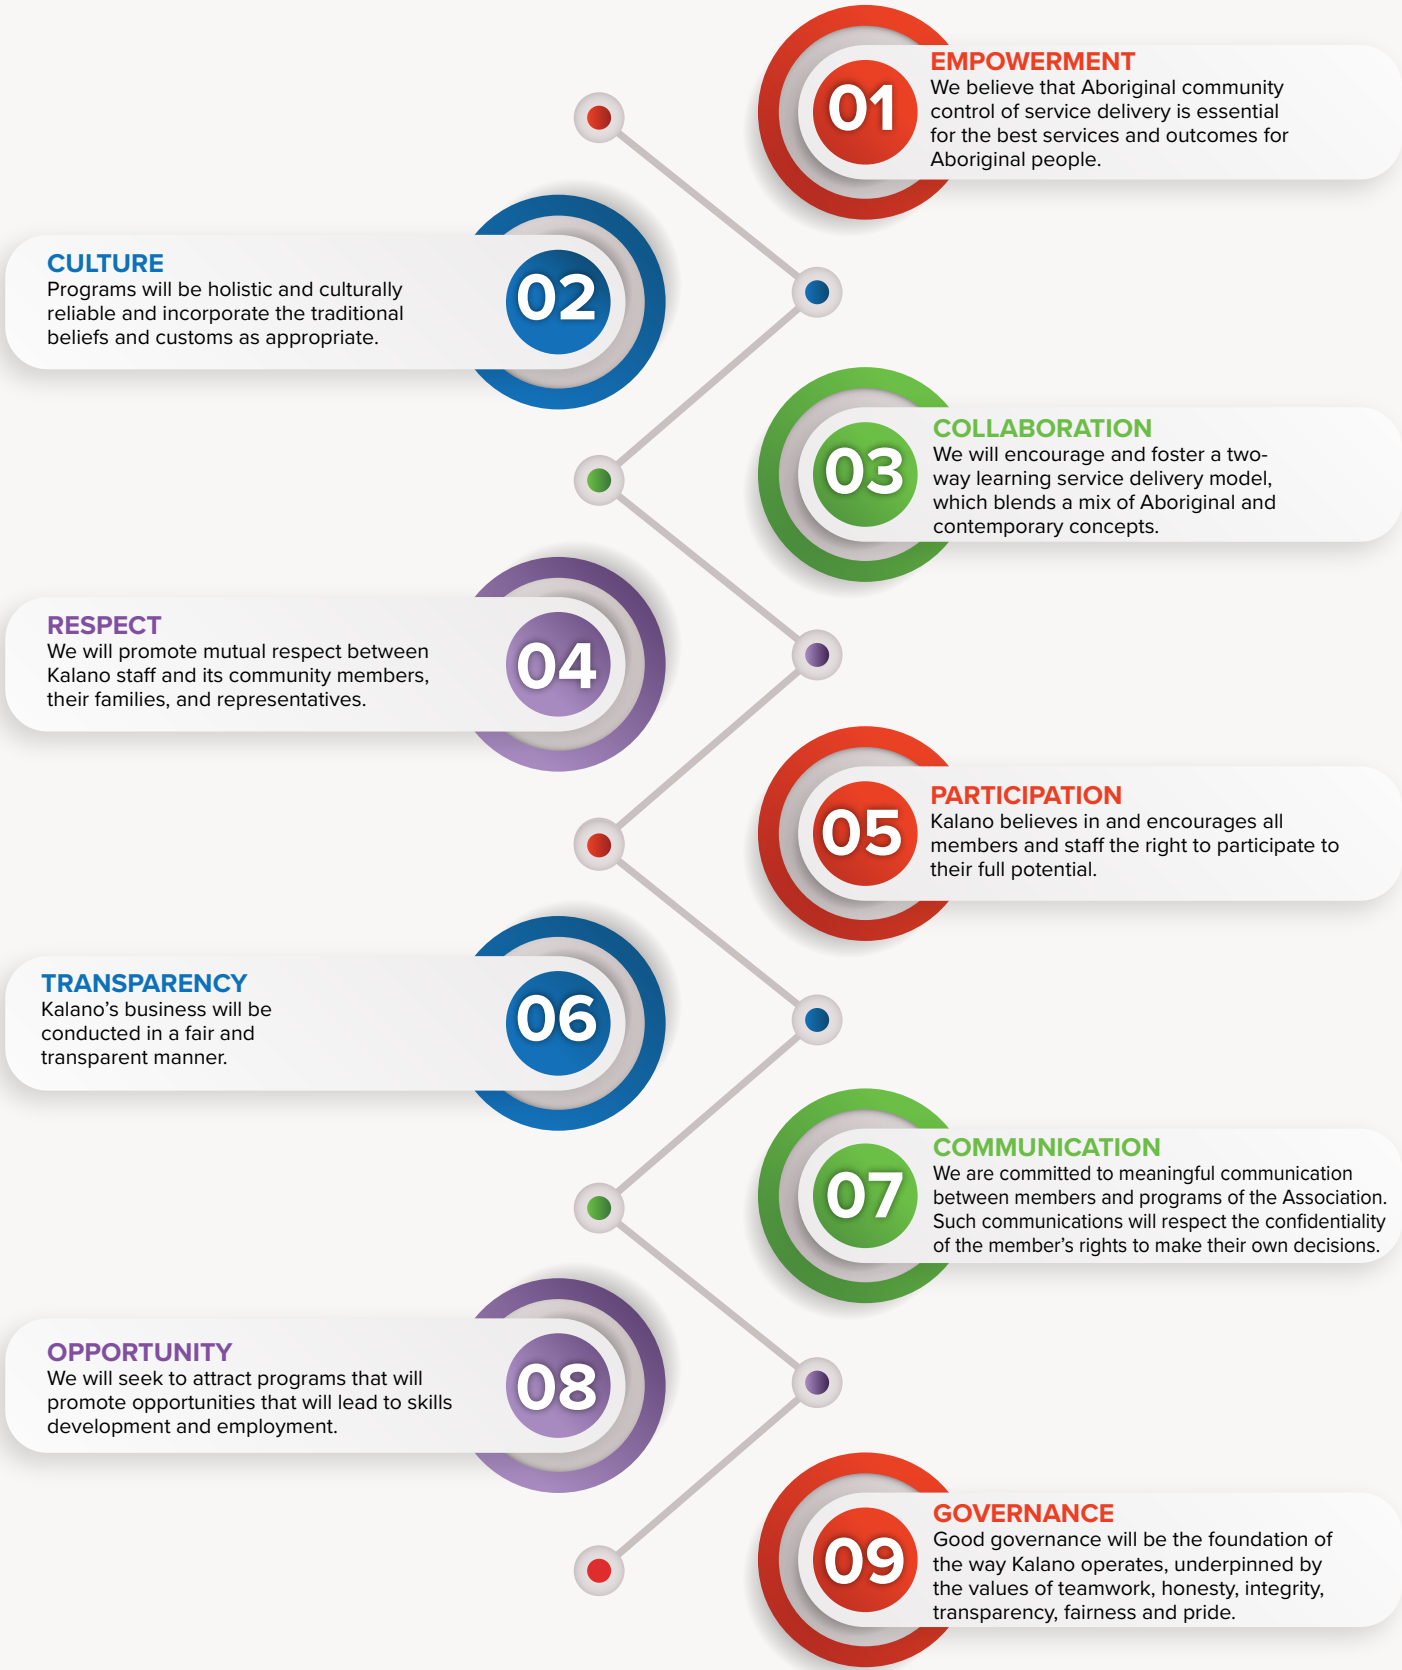 01
EMPOWERMENT
We believe that Aboriginal community
control of service delivery is essential
for the best services and outcomes for
Aboriginal people.
CULTURE
Programs will be holistic and culturally
reliable and incorporate the traditional
beliefs and customs as appropriate.
02
03
COLLABORATION
We will encourage and foster a two-
way learning service delivery model,
which blends a mix of Aboriginal and
contemporary concepts.
RESPECT
We will promote mutual respect between
Kalano staff and its community members,
their families, and representatives.
04
05
PARTICIPATION
Kalano believes in and encourages all
members and staff the right to participate to
their full potential.
TRANSPARENCY
Kalano’s business will be
conducted in a fair and
transparent manner.
06
07
COMMUNICATION
We are committed to meaningful communication
between members and programs of the Association.
Such communications will respect the confidentiality
of the member’s rights to make their own decisions.
OPPORTUNITY
We will seek to attract programs that will
promote opportunities that will lead to skills
development and employment.
08
09
GOVERNANCE
Good governance will be the foundation of
the way Kalano operates, underpinned by
the values of teamwork, honesty, integrity,
transparency, fairness and pride.